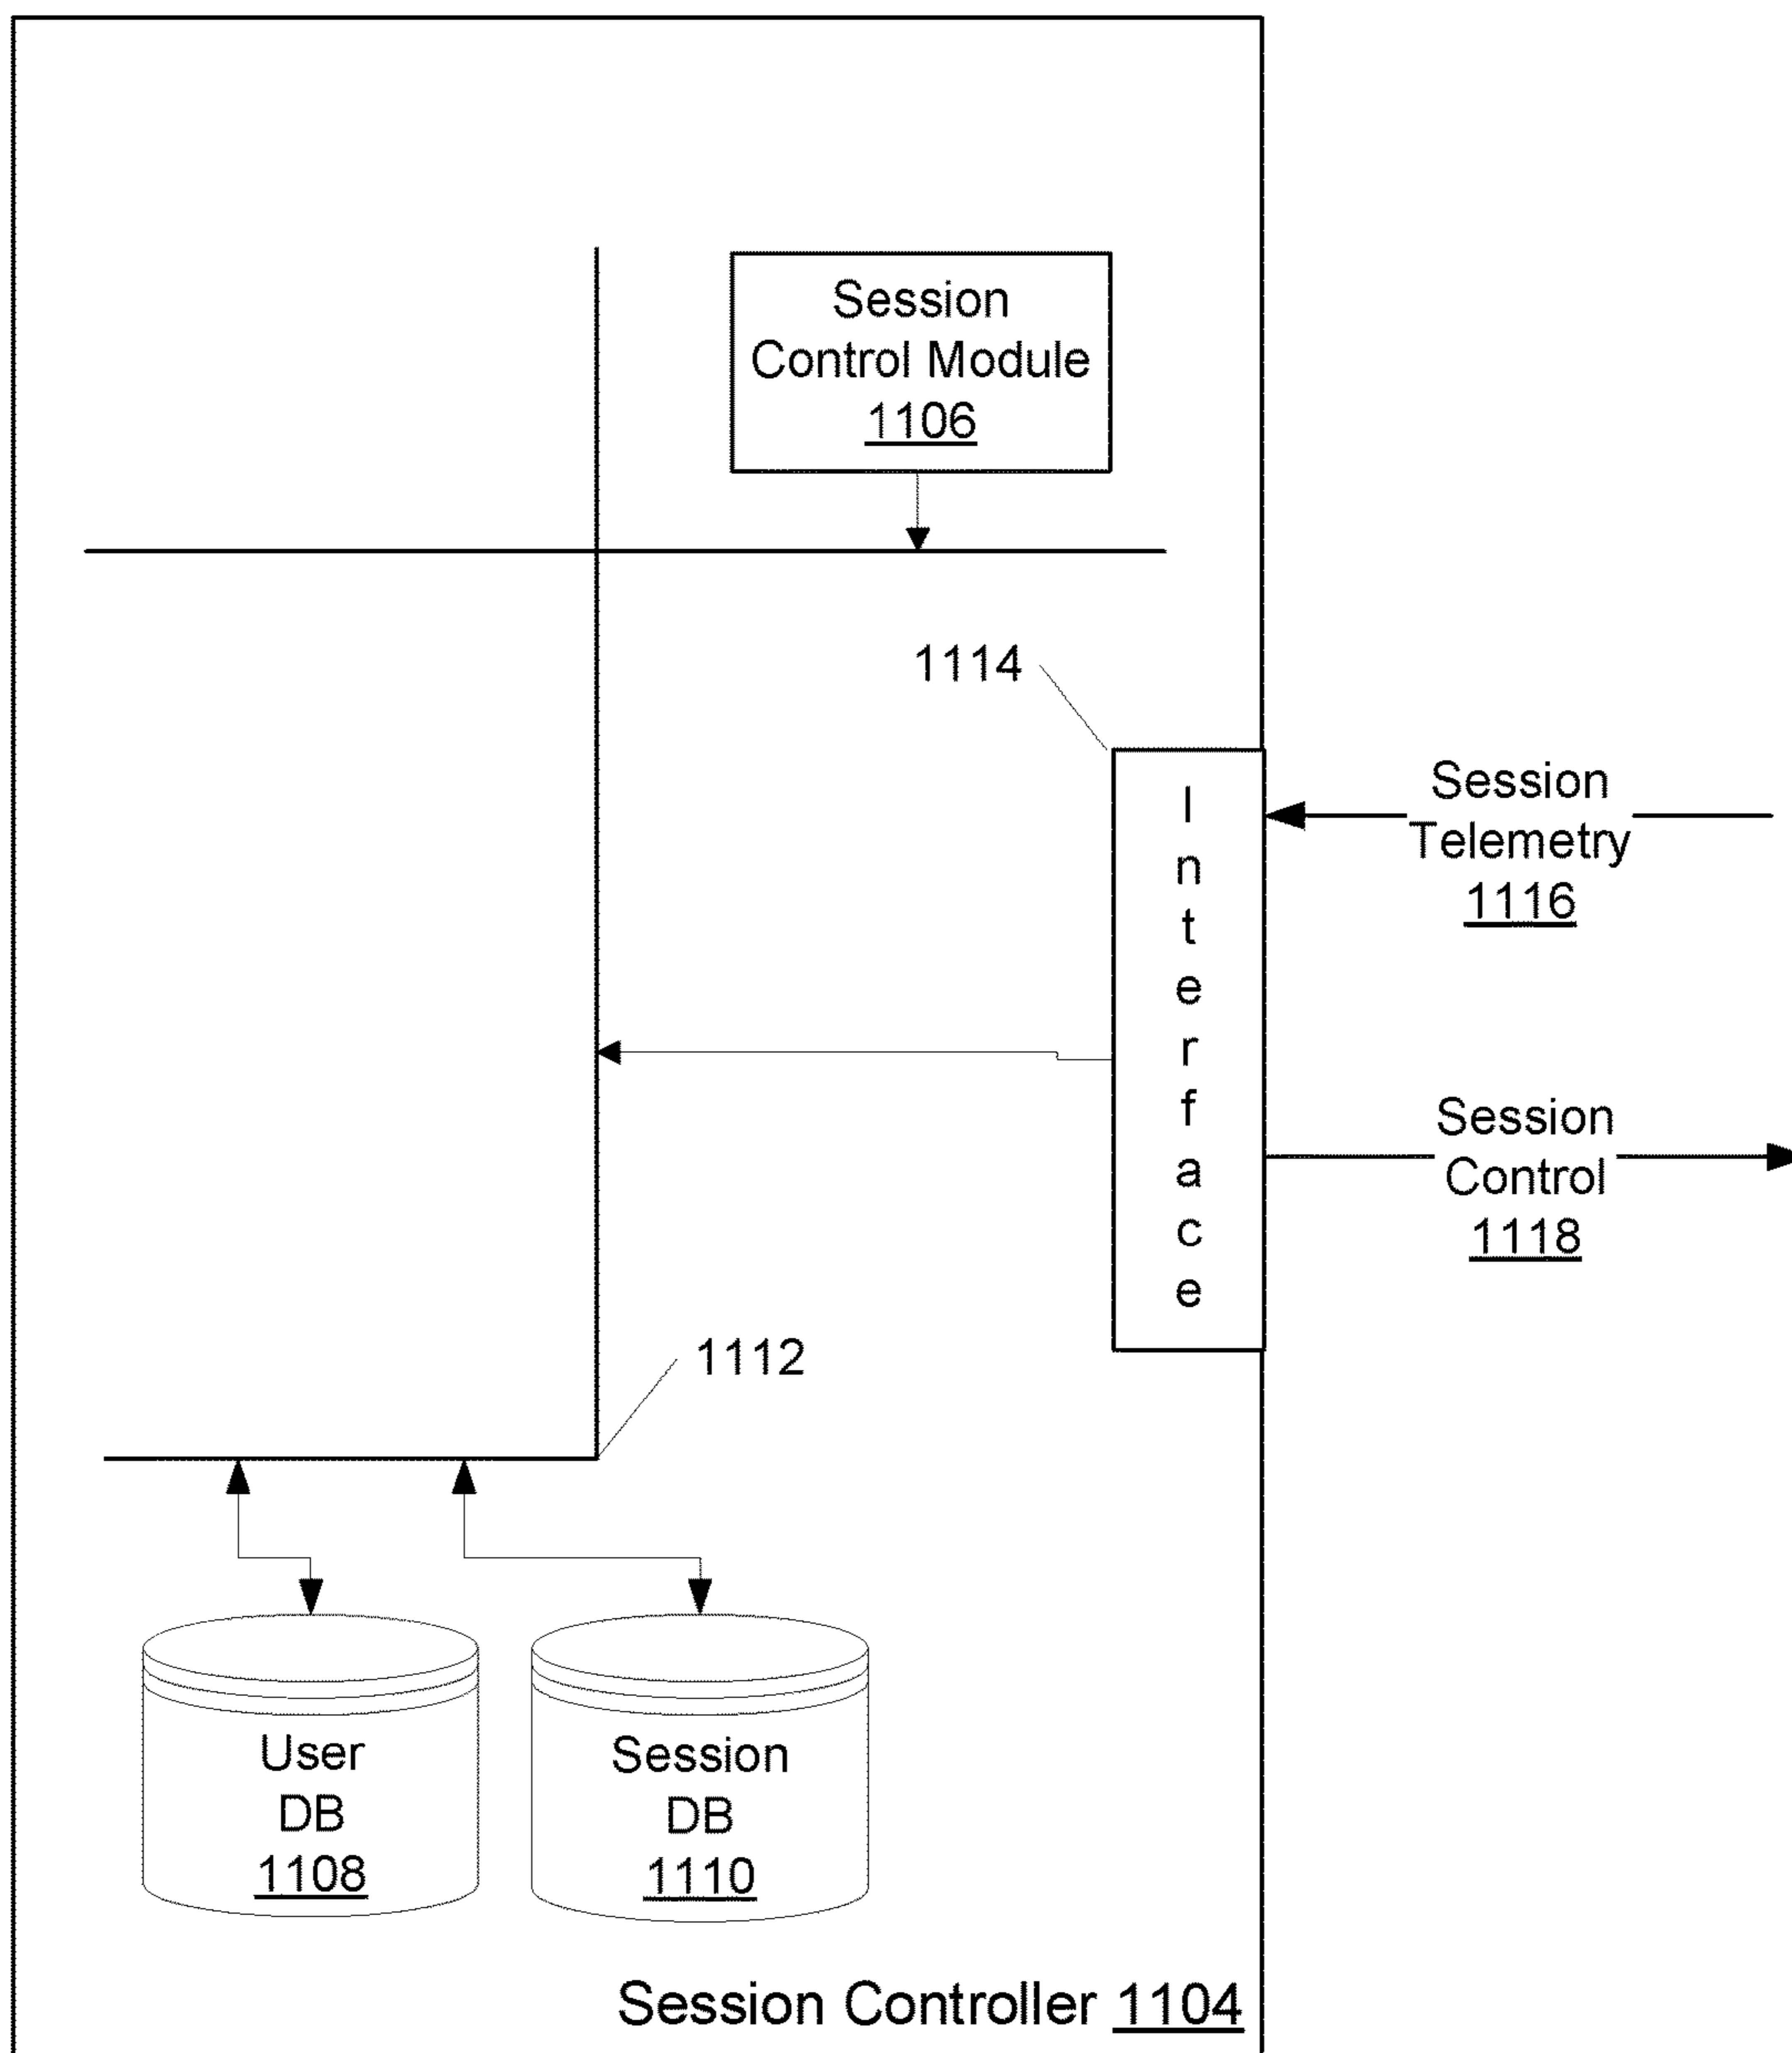 Session
Control Module
1106
1114
Interface
Session
Telemetry
1116
Session
Control
1118
1112
User
DB
1108
Session
DB
1110
Session Controller 1104